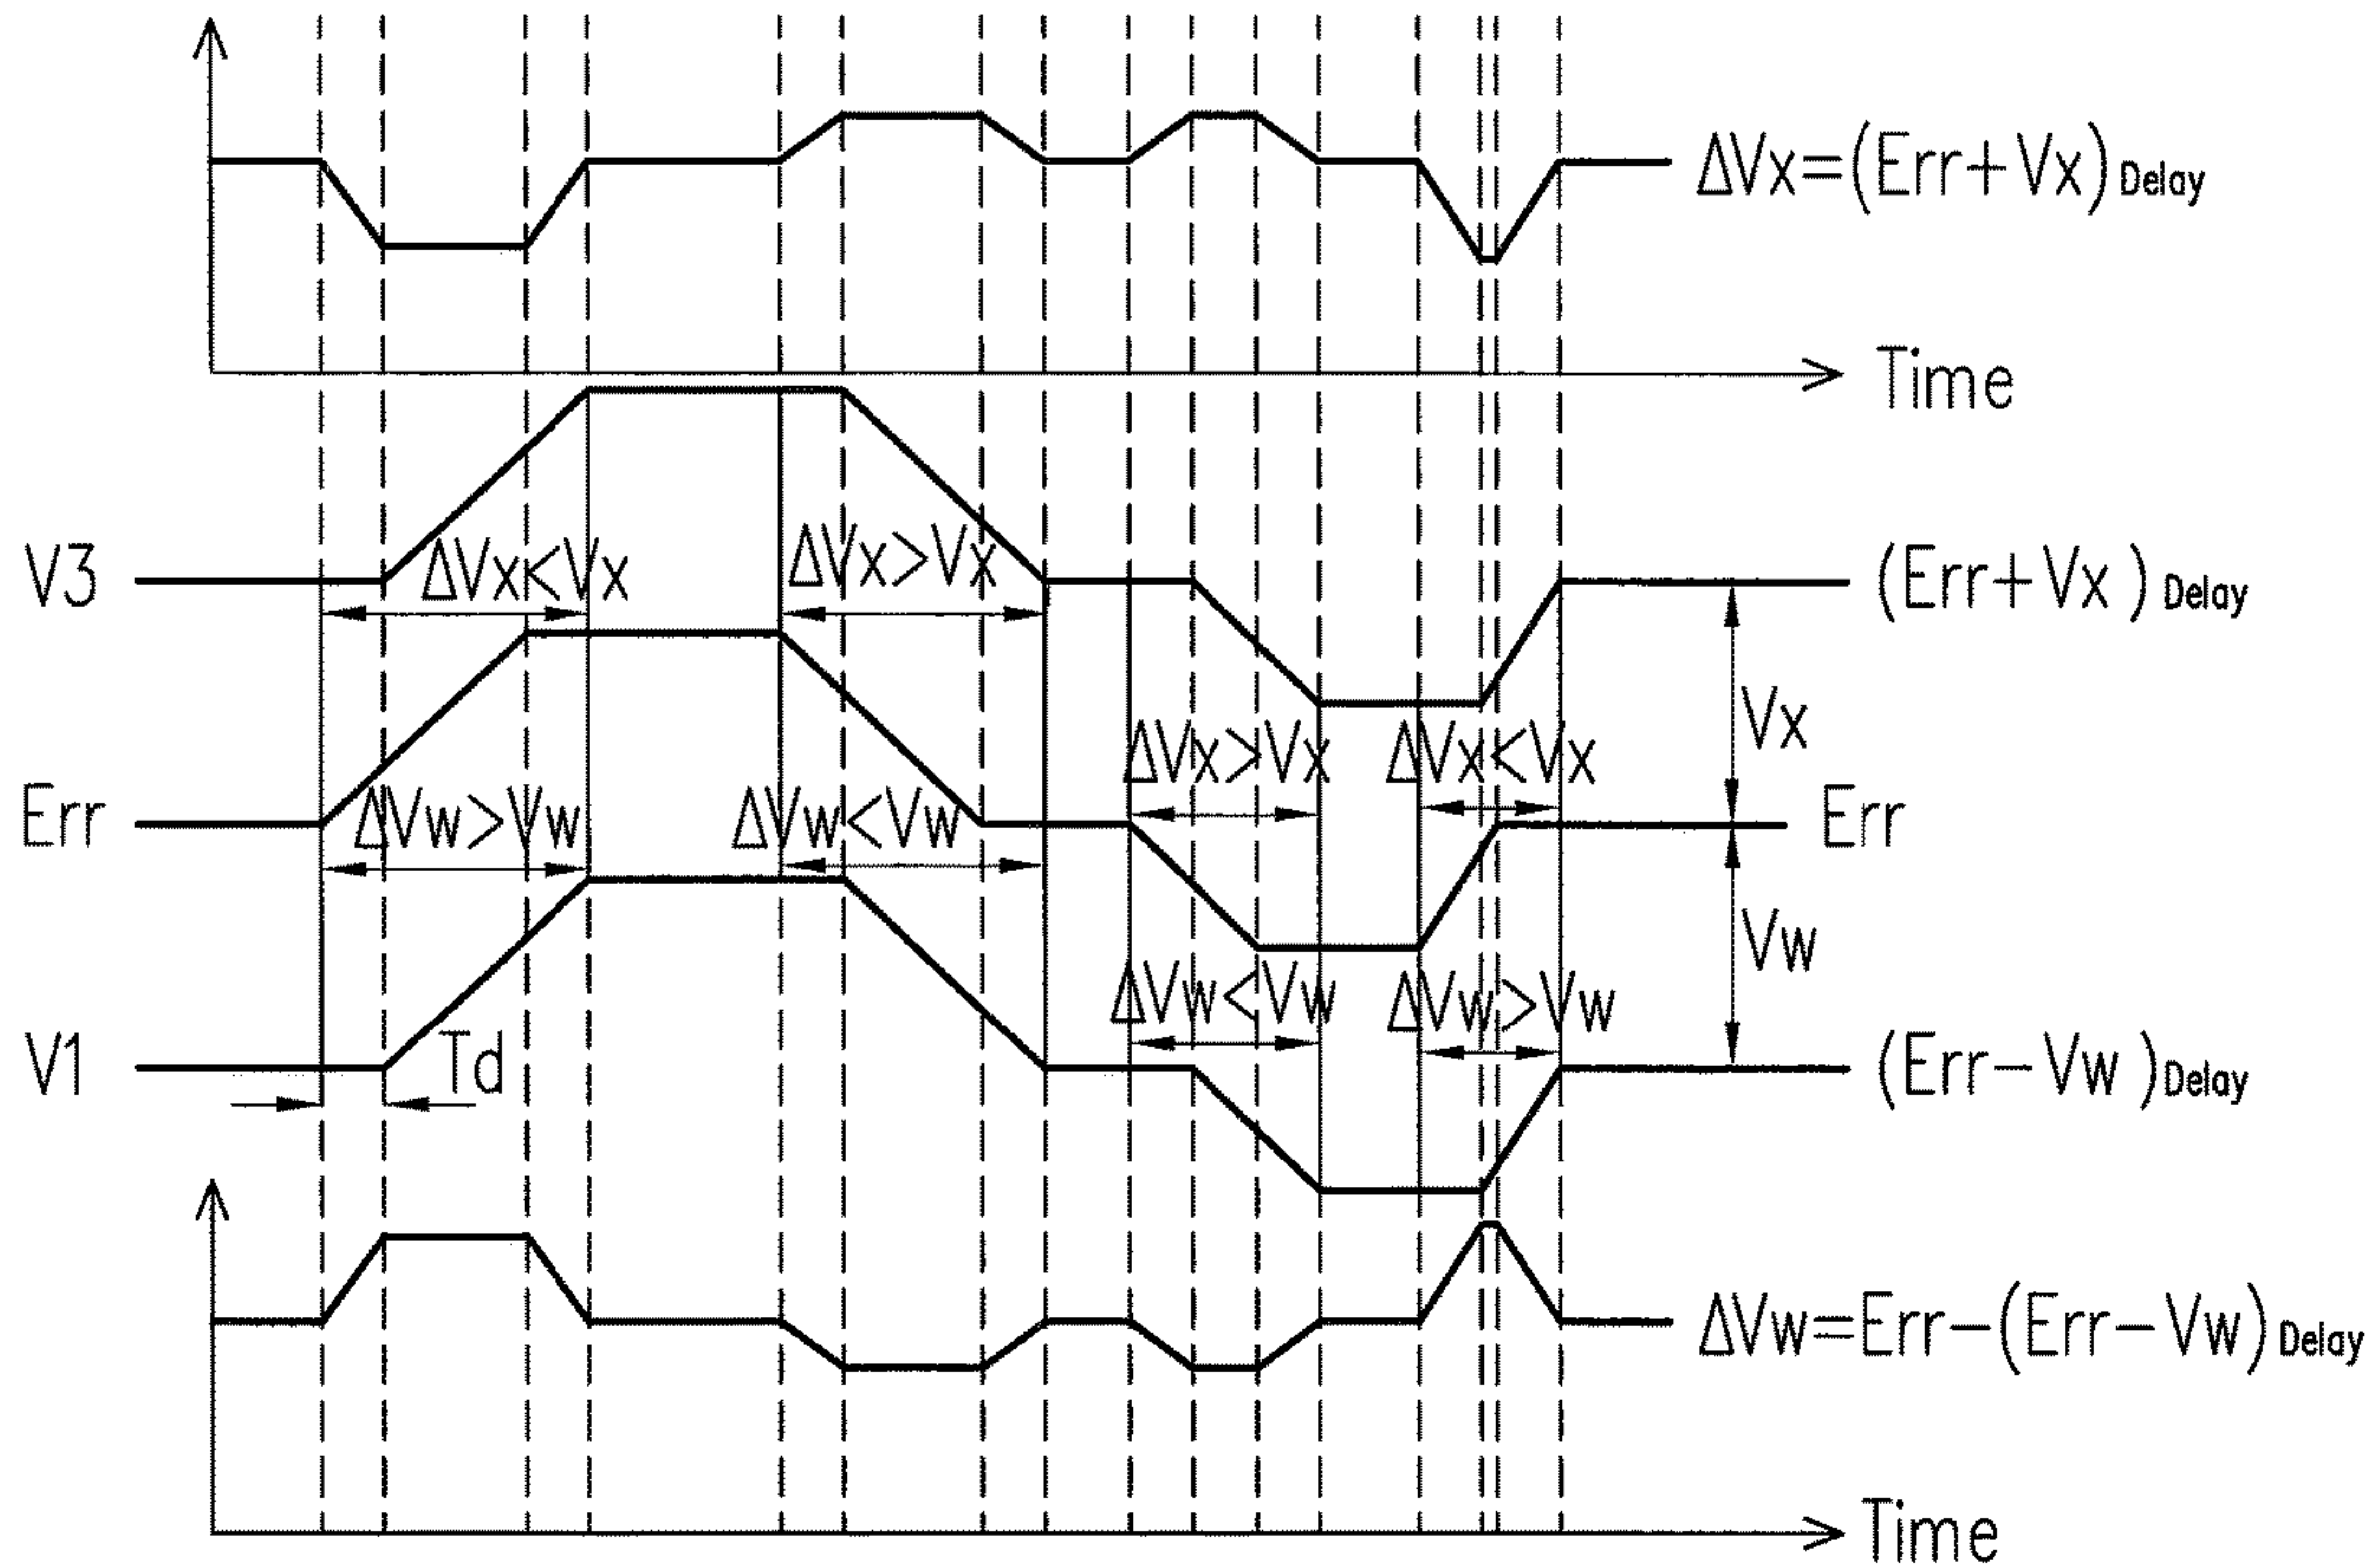 ΔVx=(Err+Vx)Delay
Time
V3
ΔVx<Vx
ΔVx>Vx
(Err+Vx)Delay
ΔVx>Vx
ΔVx<Vx
Vx
Err
ΔVw>Vw
ΔVw<Vw
Err
Vw
ΔVw<Vw
ΔVw>Vw
V1
Td
(Err-Vw)Delay
ΔVw=Err-(Err-Vw)Delay
Time